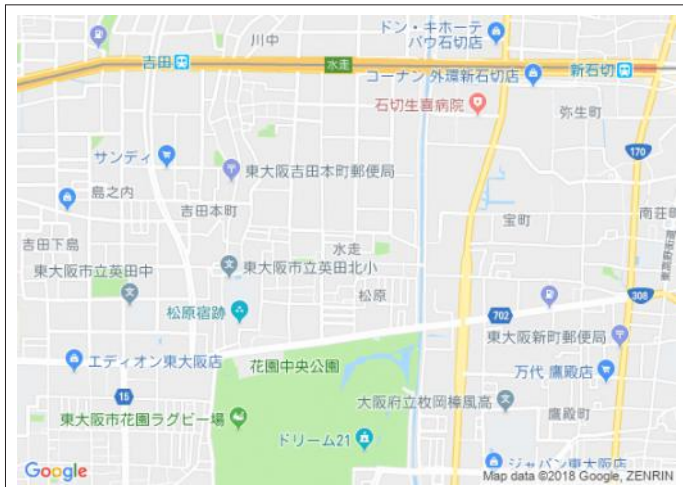 ドン・キホーテ
パウ石切店
川中
吉田
水走
新石切
コーナン 外環新石切店
石切生喜病院
弥生町
サンディ
170
東大阪吉田本町郵便局
島之内
吉田本町
宝町
南荘町
東高野街道
吉田下島
水走
東大阪市立英田中
東大阪市立英田北小
松原
308
松原宿跡
702
東大阪新町郵便局
エディオン東大阪店
花園中央公園
万代 鷹殿店
15
大阪府立枚岡樟風高
鷹殿町
東大阪市花園ラグビー場
ドリーム21
ジャパン東大阪店
Google
Map data ©2018 Google, ZENRIN